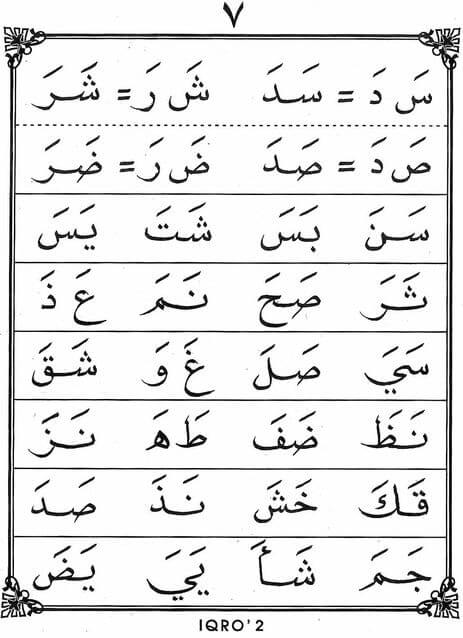 ٧
سَ دَ = سَدَ شَ رَ = شَرَ
صَ دَ = صَدَ ضَ رَ = ضَرَ
سَنَ بَسَ شَتَ يَسَ
ثَرَ صَحَ نَمَ عَ ذَ
سَيَ صَلَ غَ وَ شَقَ
نَظَ ضَفَ طَهَ نَزَ
قَكَ خَشَ نَذَ صَدَ
جَمَ شَأَ يَيَ يَضَ
IQRO' 2